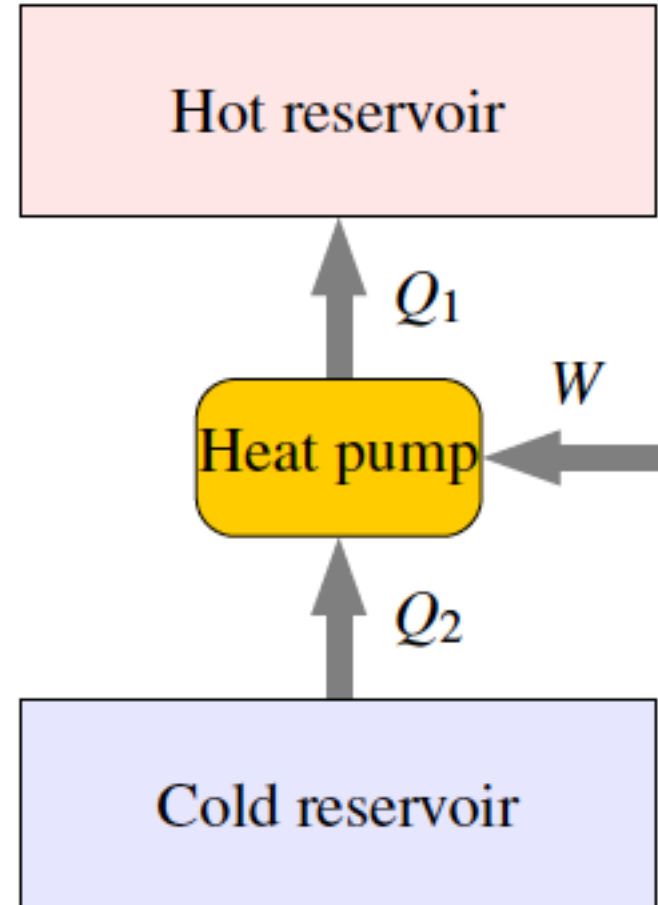 Hot reservoir
Q₁
W
Heat pump
Q₂
Cold reservoir